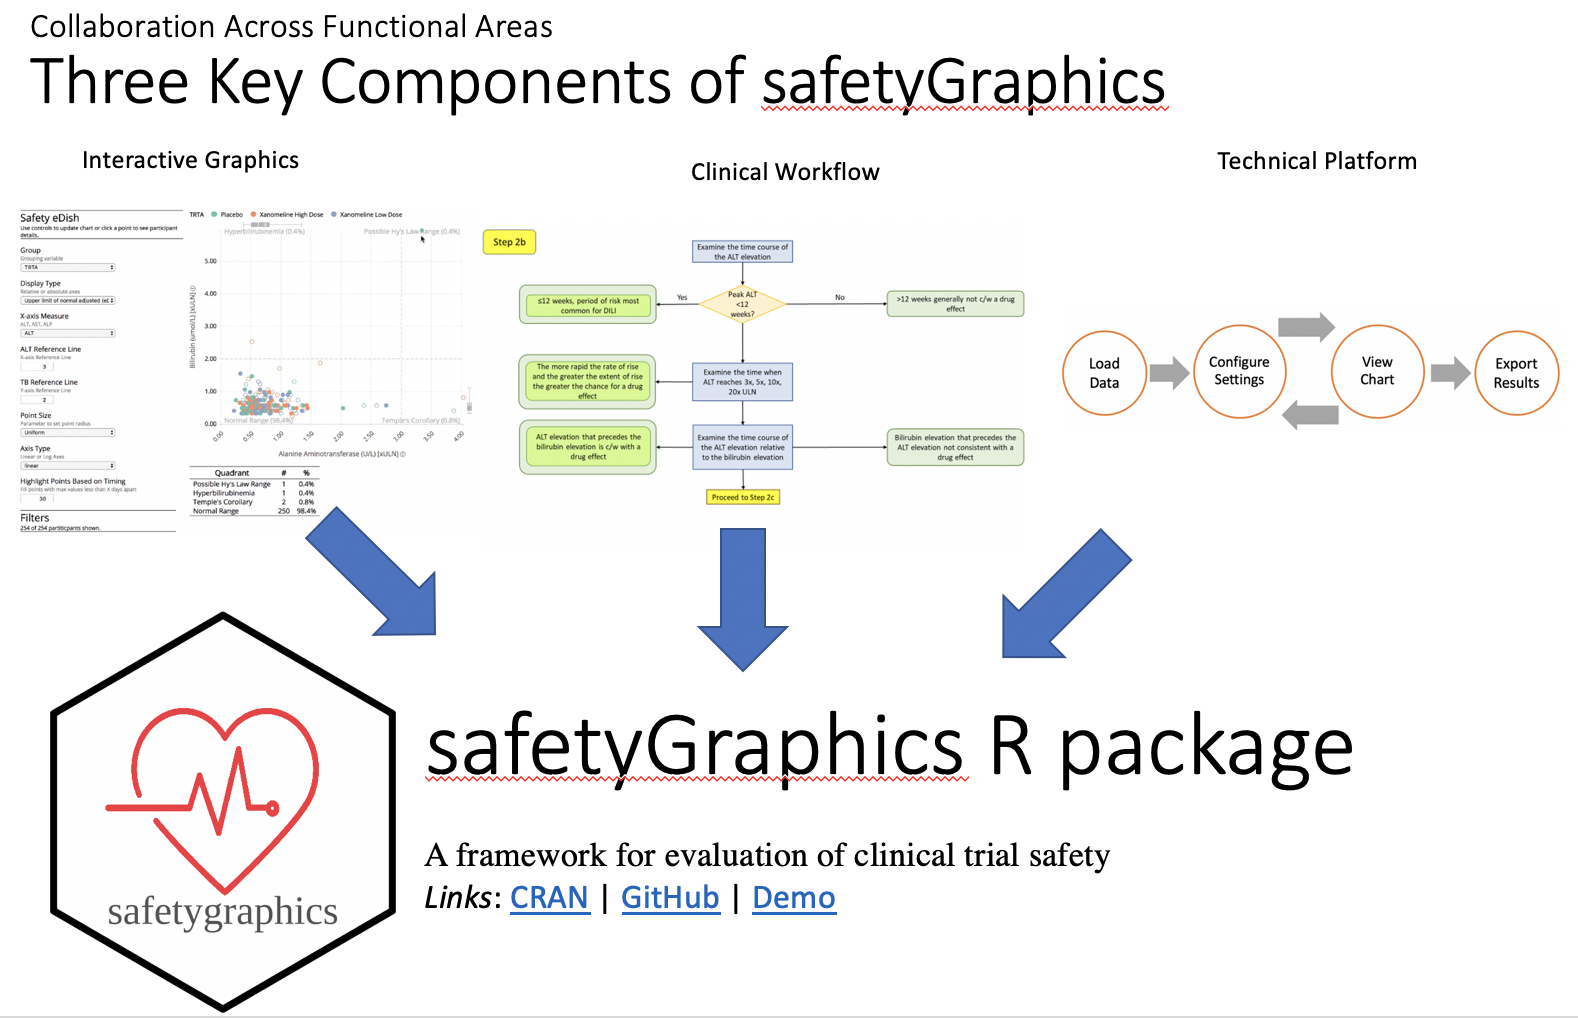 Collaboration Across Functional Areas
Three Key Components of safetyGraphics
Interactive Graphics
Clinical Workflow
Technical Platform
Safety eDish
Use controls to update chart or click a point to see participant
details.
Group
Grouping variable
TRTA
Display Type
Relative or absolute axes
Upper limit of normal adjusted
X-axis Measure
ALT, AST, ALP
ALT
ALT Reference Line
X-axis Reference Line
3
TB Reference Line
Y-axis Reference Line
2
Point Size
Parameter to set point radius
Uniform
Axis Type
Linear or Log Axes
linear
Highlight Points Based on Timing
Fill points with max values less than X days apart
30
Filters
254 of 254 participants shown.
TRTA Placebo Xanomeline High Dose Xanomeline Low Dose
Hyperbilirubinemia (0.4%)
Possible Hy's Law Range (0.4%)
Bilirubin (umol/L) [xULN]
5.00
4.00
3.00
2.00
1.00
0.00
Normal Range (98.4%)
Temple's Corollary (0.8%)
0.00 0.50 1.00 1.50 2.00 2.50 3.00 3.50 4.00
Alanine Aminotransferase (U/L) [xULN]
Quadrant # %
Possible Hy's Law Range 1 0.4%
Hyperbilirubinemia 1 0.4%
Temple's Corollary 2 0.8%
Normal Range 250 98.4%
Step 2b
Examine the time course of
the ALT elevation
Peak ALT
<12
weeks?
Yes
No
≤12 weeks, period of risk most
common for DILI
>12 weeks generally not c/w a drug
effect
The more rapid the rate of rise
and the greater the extent of rise
the greater the chance for a drug
effect
Examine the time when
ALT reaches 3x, 5x, 10x,
20x ULN
ALT elevation that precedes the
bilirubin elevation is c/w with a
drug effect
Examine the time course of
the ALT elevation relative
to the bilirubin elevation
Bilirubin elevation that precedes the
ALT elevation not consistent with a
drug effect
Proceed to Step 2c
Load
Data
Configure
Settings
View
Chart
Export
Results
safetygraphics
safetyGraphics R package
A framework for evaluation of clinical trial safety
Links: CRAN | GitHub | Demo